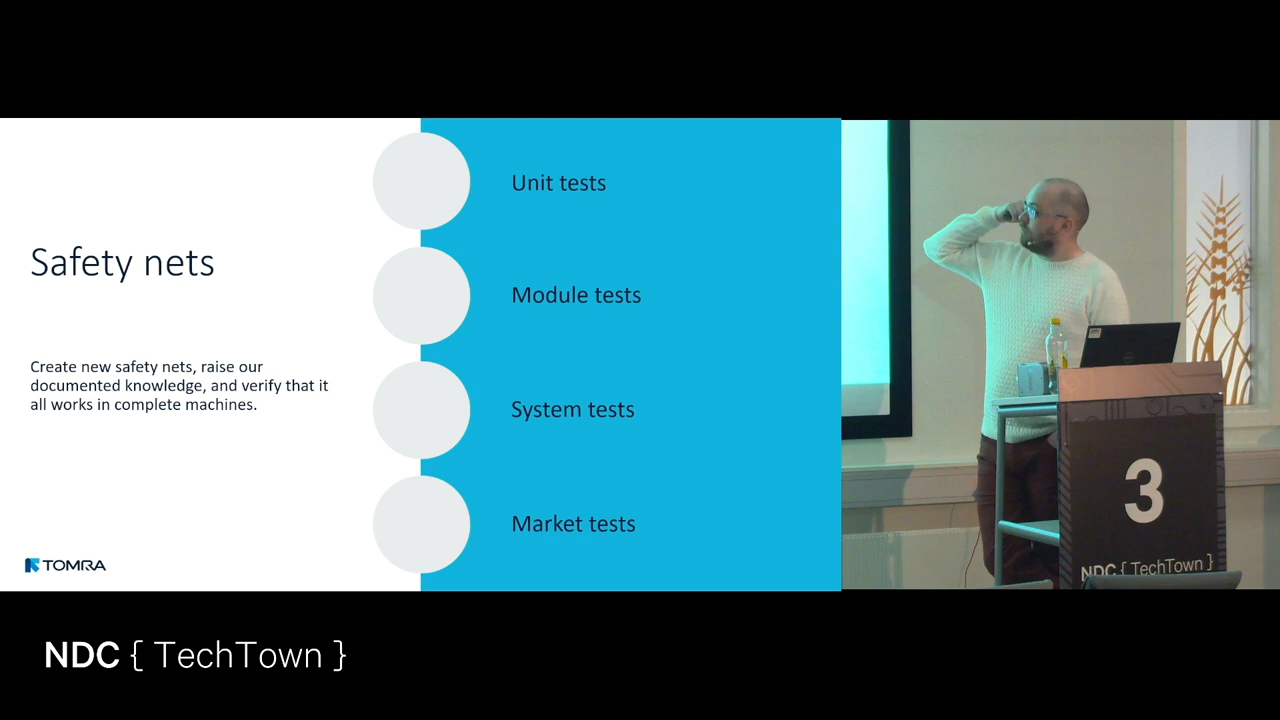 Safety nets
Create new safety nets, raise our
documented knowledge, and verify that it
all works in complete machines.
TOMRA
Unit tests
Module tests
System tests
Market tests
3
NDC { TechTown }
NDC { TechTown }